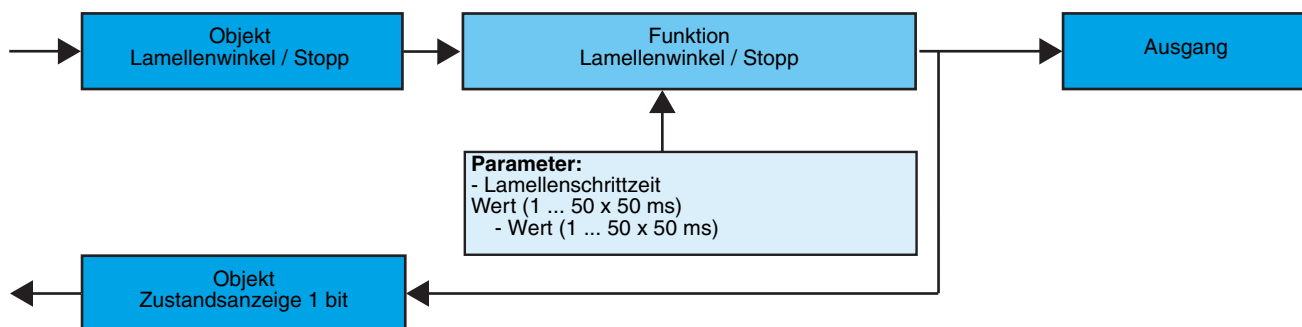 Objekt
Lamellenwinkel / Stopp
Funktion
Lamellenwinkel / Stopp
Ausgang
Parameter:
- Lamellenschrittzeit
Wert (1 ... 50 x 50 ms)
- Wert (1 ... 50 x 50 ms)
Objekt
Zustandsanzeige 1 bit